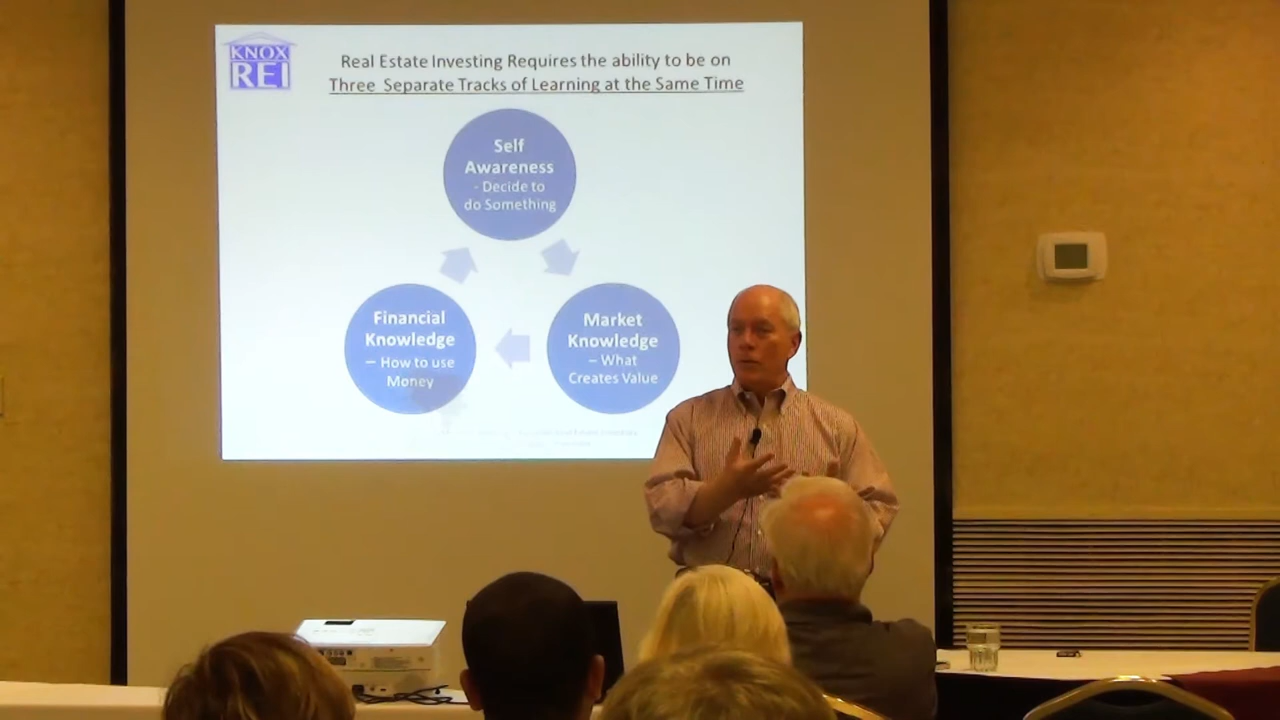 KNOX
REI
Real Estate Investing Requires the ability to be on
Three Separate Tracks of Learning at the Same Time
Self
Awareness
- Decide to
do Something
Financial
Knowledge
– How to use
Money
Market
Knowledge
– What
Creates Value